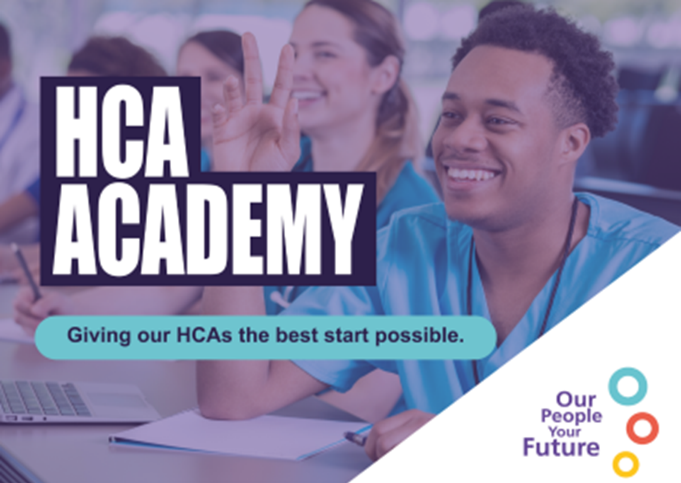 HCA
ACADEMY
Giving our HCAs the best start possible.
Our
People
Your
Future